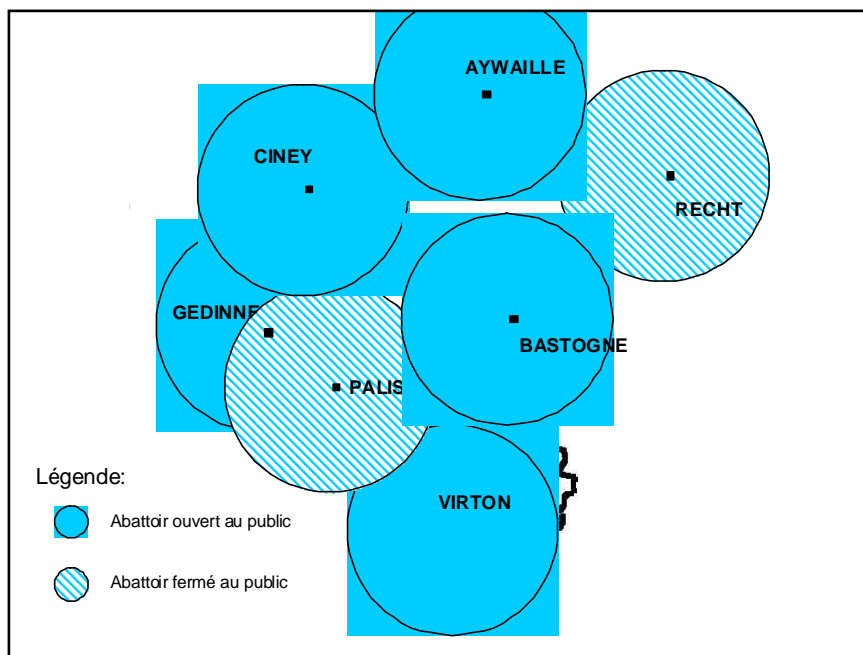 AYWAILLE
CINEY
RECHT
GEDINNE
BASTOGNE
PALIS
VIRTON
Légende:
Abattoir ouvert au public
Abattoir fermé au public